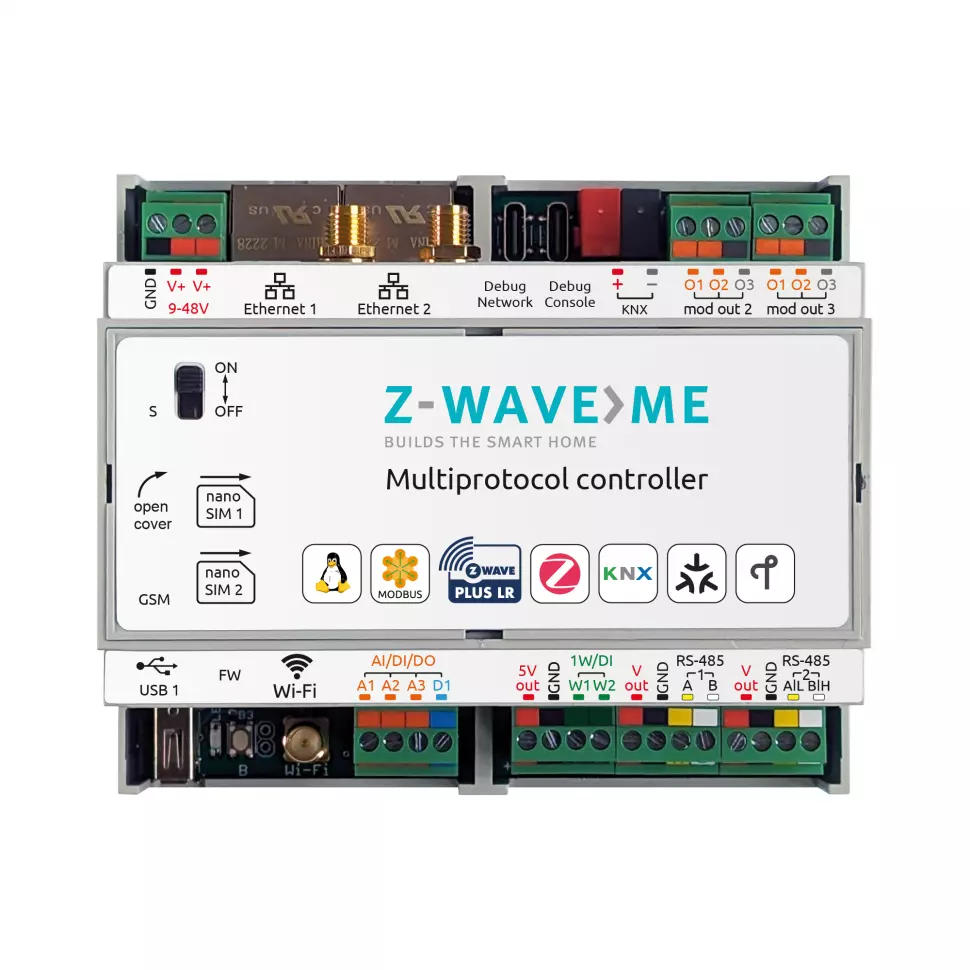 GND
V+ V+
9-48V
Ethernet 1
Ethernet 2
Debug
Network
Debug
Console
+ −
KNX
O1 O2 O3
mod out 2
O1 O2 O3
mod out 3
S
ON
OFF
Z-WAVE>ME
BUILDS THE SMART HOME
Multiprotocol controller
open
cover
nano
SIM 1
nano
SIM 2
GSM
MODBUS
Z WAVE
PLUS LR
KNX
USB 1
FW
Wi-Fi
AI/DI/DO
A1 A2 A3 D1
5V
out
GND
1W/DI
W1 W2
V
out
GND
RS-485
1
A B
V
out
GND
RS-485
2
A|L B|H
B
Wi-Fi